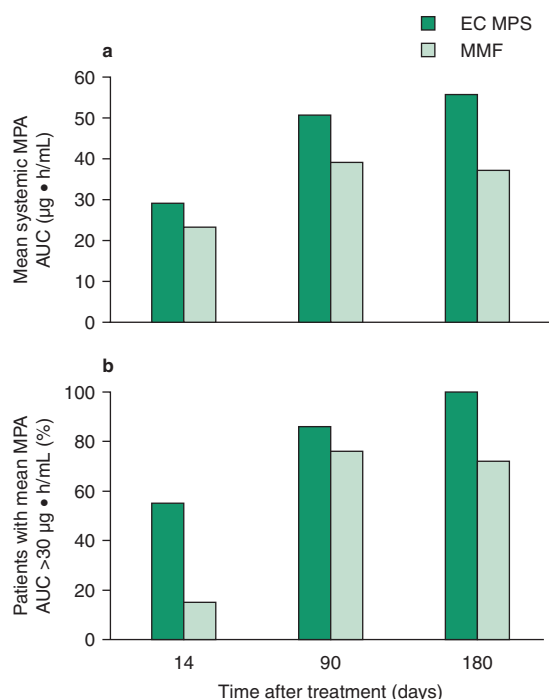 EC MPS
MMF
a
60
50
40
30
20
10
0
Mean systemic MPA
AUC (µg • h/mL)
b
100
80
60
40
20
0
Patients with mean MPA
AUC >30 µg • h/mL (%)
14 90 180
Time after treatment (days)